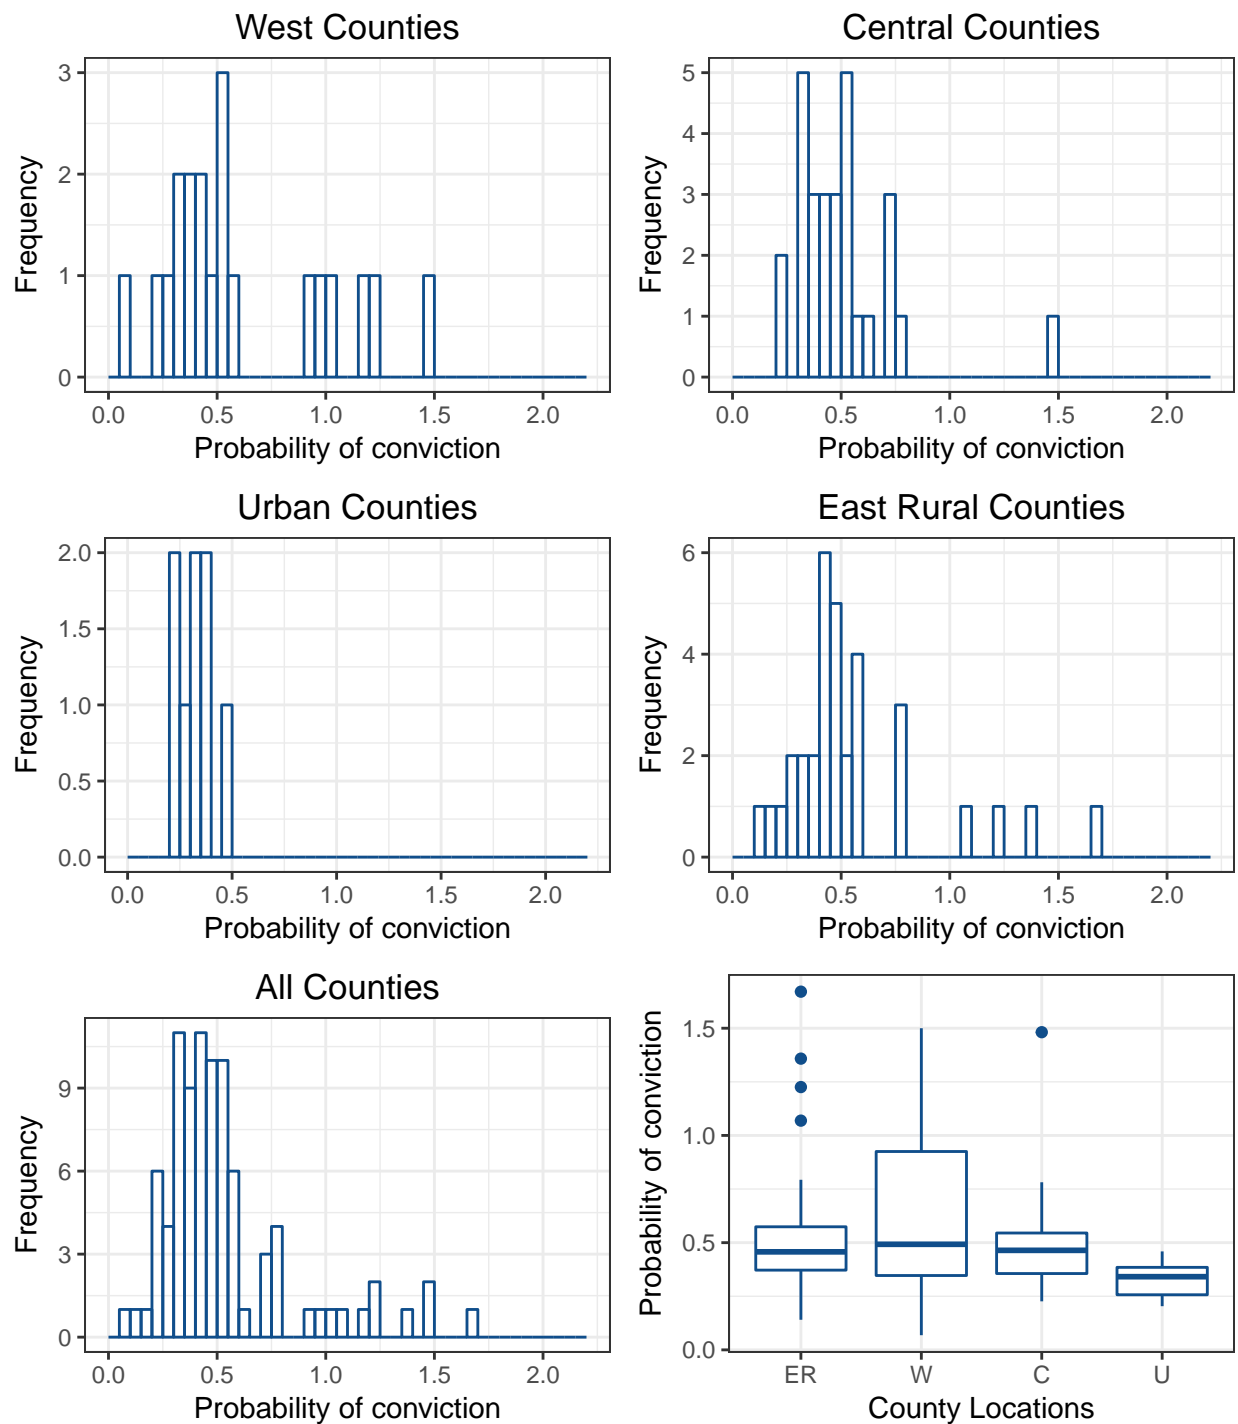 West Counties
Frequency
3
2
1
0
0.0 0.5 1.0 1.5 2.0
Probability of conviction
Central Counties
Frequency
5
4
3
2
1
0
0.0 0.5 1.0 1.5 2.0
Probability of conviction
Urban Counties
Frequency
2.0
1.5
1.0
0.5
0.0
0.0 0.5 1.0 1.5 2.0
Probability of conviction
East Rural Counties
Frequency
6
4
2
0
0.0 0.5 1.0 1.5 2.0
Probability of conviction
All Counties
Frequency
9
6
3
0
0.0 0.5 1.0 1.5 2.0
Probability of conviction
Probability of conviction
1.5
1.0
0.5
0.0
ER W C U
County Locations